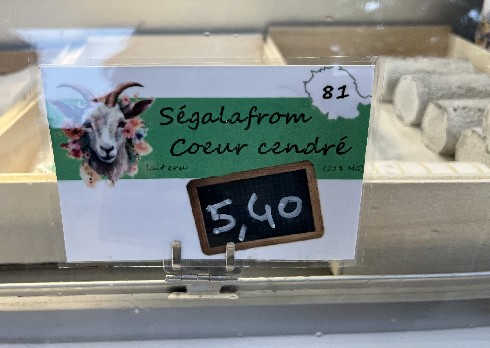 81
Ségalafrom
Coeur cendré
lait cru
5,40